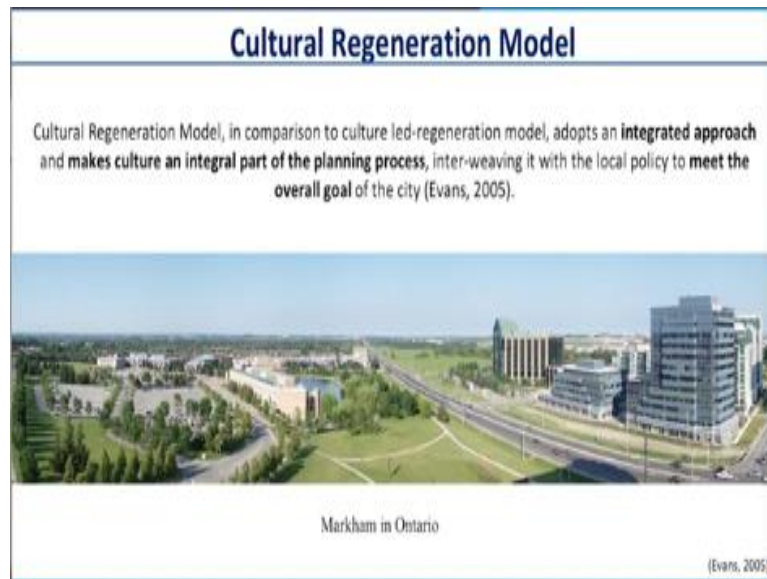 Cultural Regeneration Model
Cultural Regeneration Model, in comparison to culture led-regeneration model, adopts an integrated approach
and makes culture an integral part of the planning process, inter-weaving it with the local policy to meet the
overall goal of the city (Evans, 2005).
Markham in Ontario
(Evans, 2005)